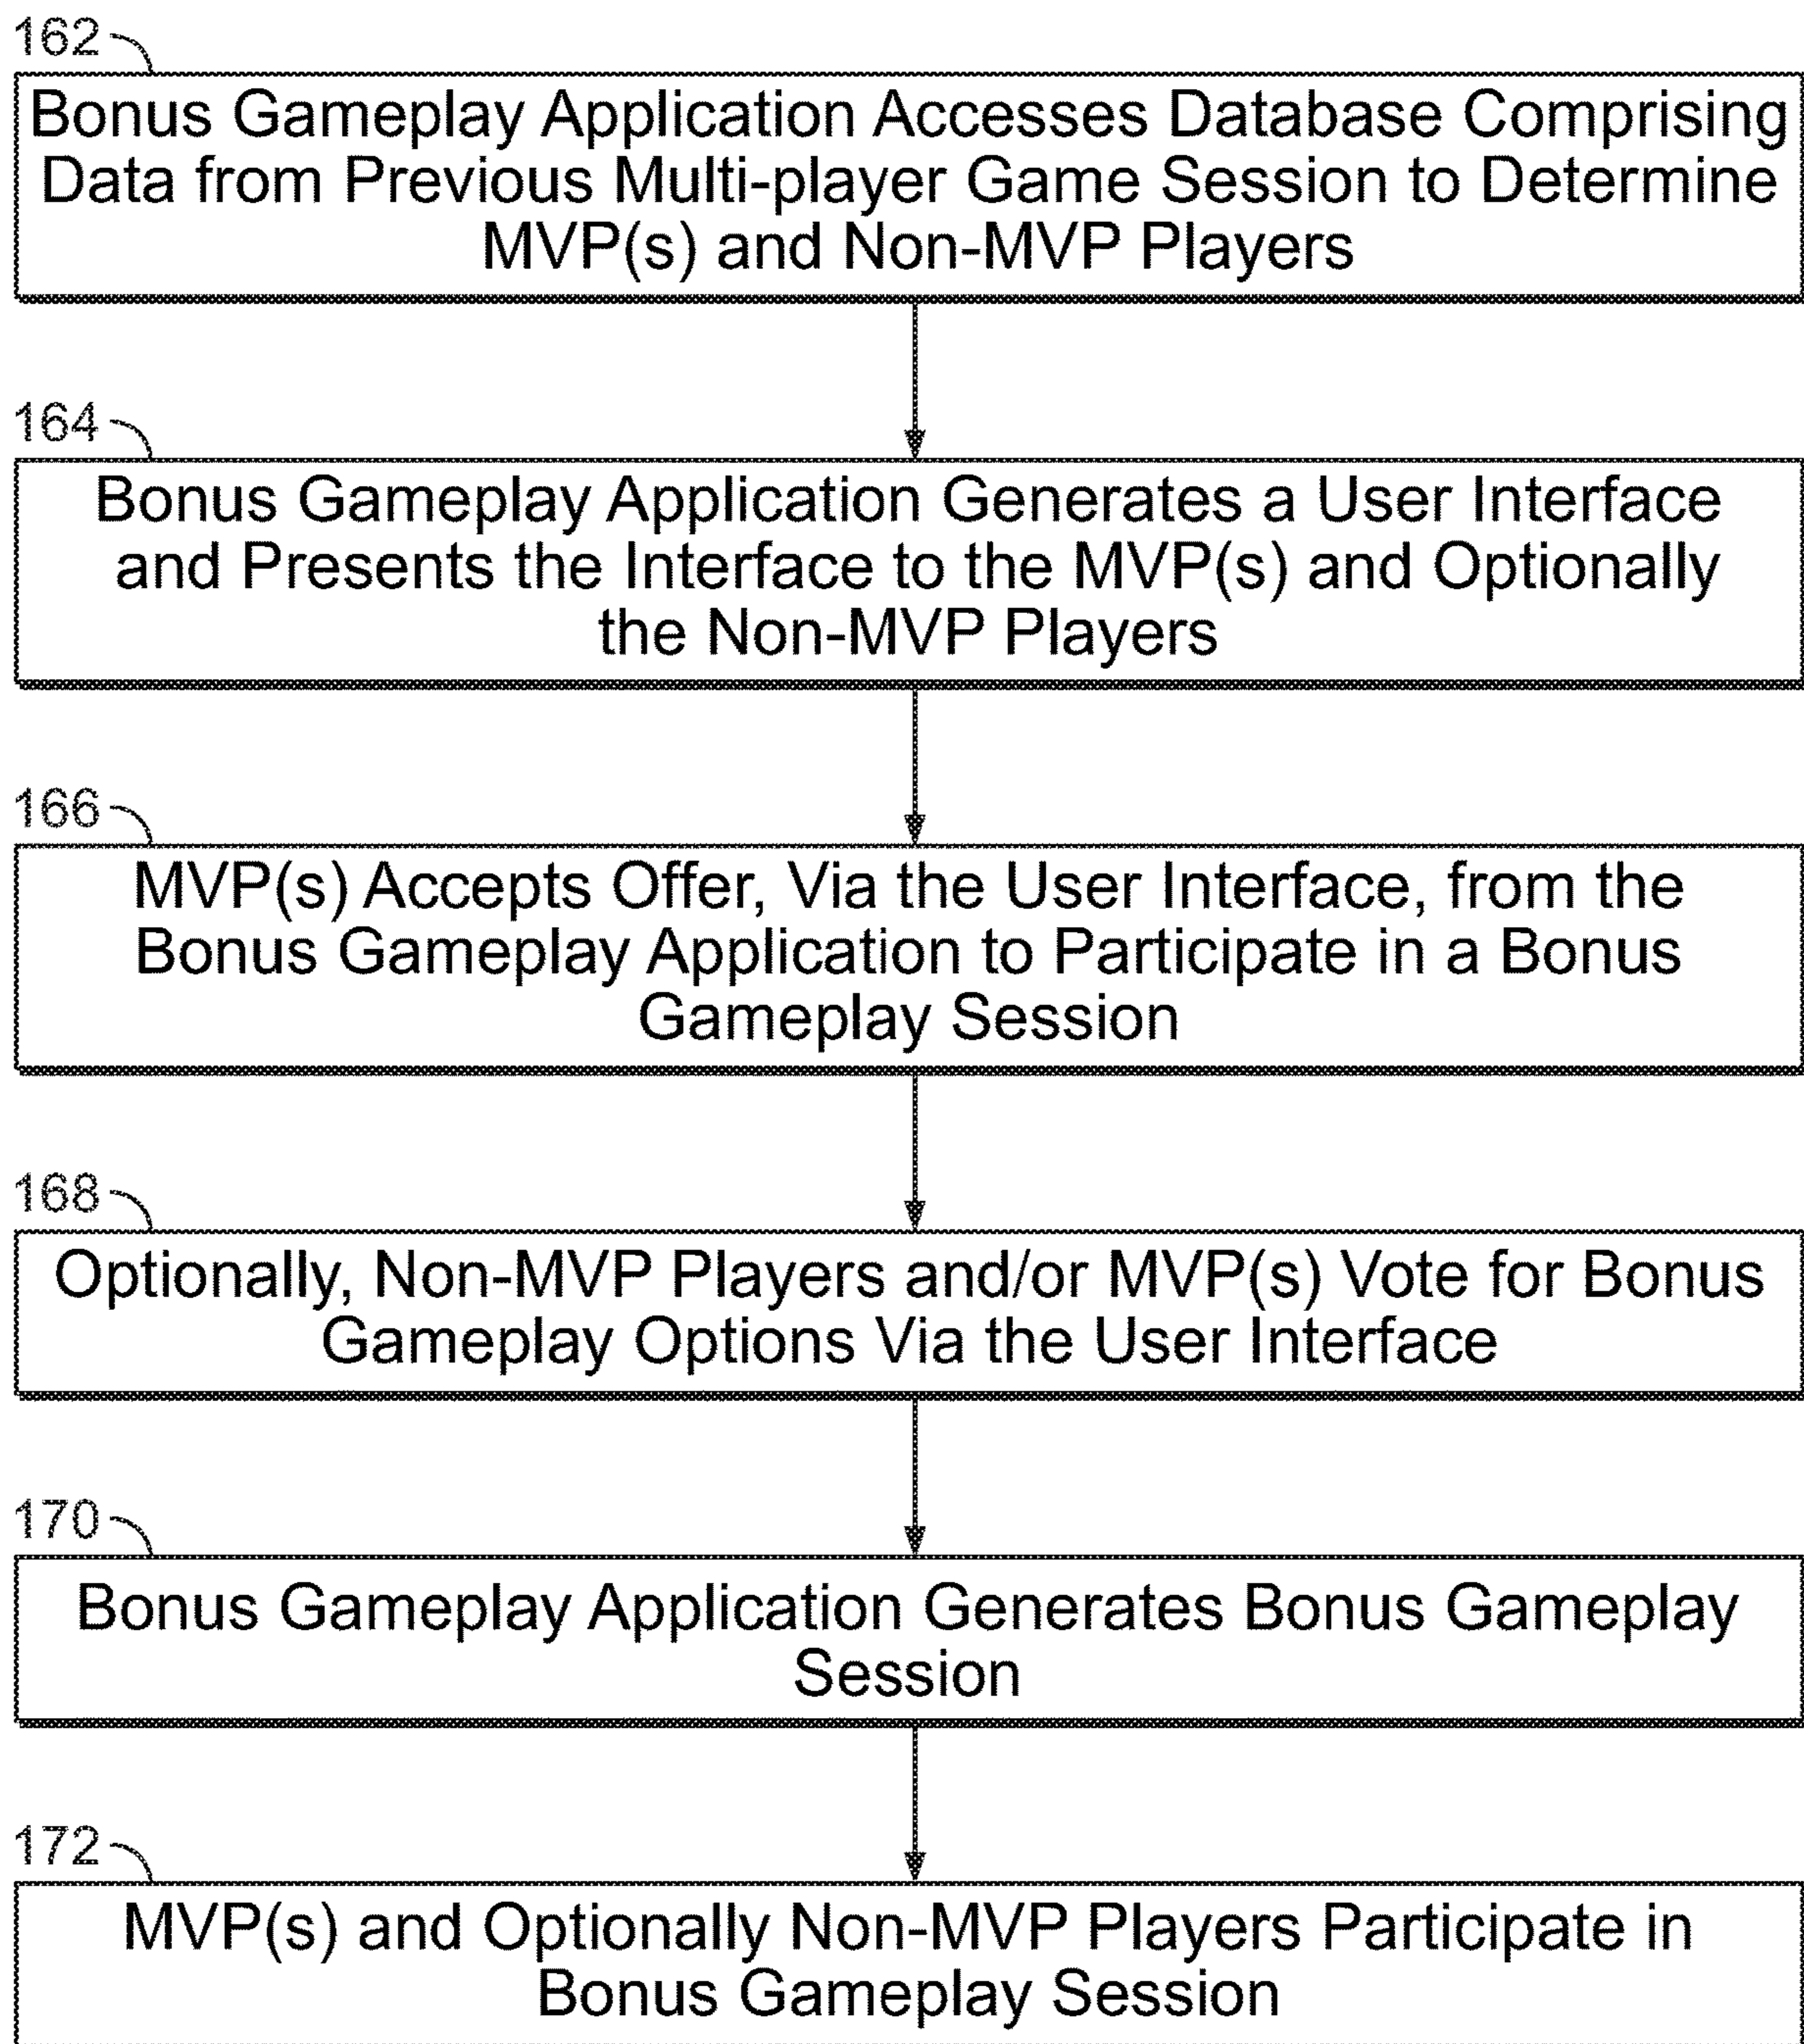 162
Bonus Gameplay Application Accesses Database Comprising
Data from Previous Multi-player Game Session to Determine
MVP(s) and Non-MVP Players
164
Bonus Gameplay Application Generates a User Interface
and Presents the Interface to the MVP(s) and Optionally
the Non-MVP Players
166
MVP(s) Accepts Offer, Via the User Interface, from the
Bonus Gameplay Application to Participate in a Bonus
Gameplay Session
168
Optionally, Non-MVP Players and/or MVP(s) Vote for Bonus
Gameplay Options Via the User Interface
170
Bonus Gameplay Application Generates Bonus Gameplay
Session
172
MVP(s) and Optionally Non-MVP Players Participate in
Bonus Gameplay Session